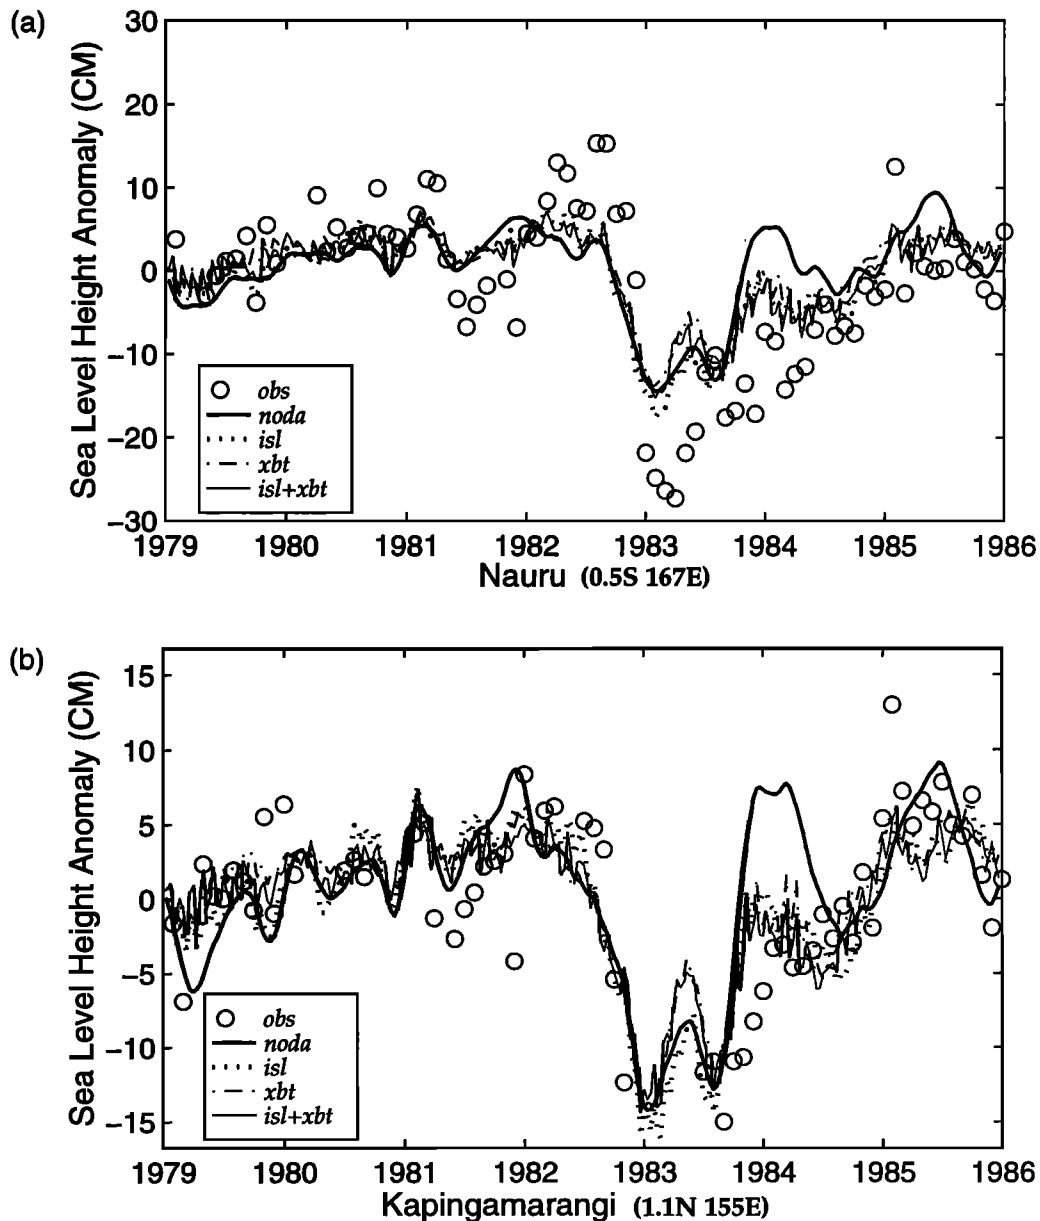 (a)
Sea Level Height Anomaly (CM)
30
20
10
0
−10
−20
−30
obs
noda
isl
xbt
isl+xbt
1979 1980 1981 1982 1983 1984 1985 1986
Nauru (0.5S 167E)
(b)
Sea Level Height Anomaly (CM)
15
10
5
0
−5
−10
−15
obs
noda
isl
xbt
isl+xbt
1979 1980 1981 1982 1983 1984 1985 1986
Kapingamarangi (1.1N 155E)